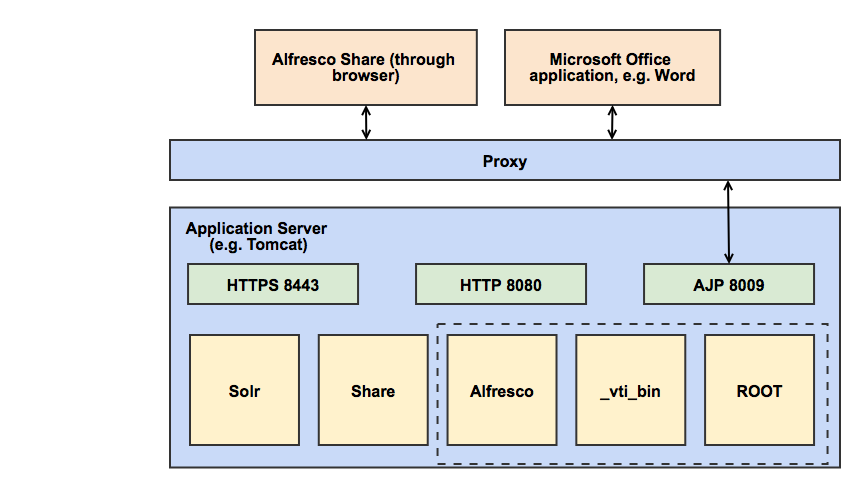 Alfresco Share (through
browser)
Microsoft Office
application, e.g. Word
Proxy
Application Server
(e.g. Tomcat)
HTTPS 8443
HTTP 8080
AJP 8009
Solr
Share
Alfresco
_vti_bin
ROOT